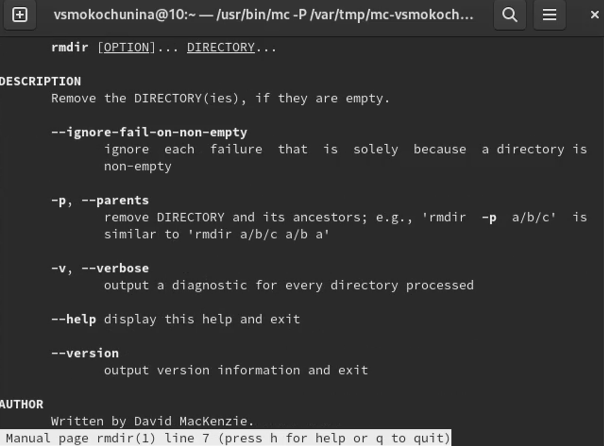 vsmokochunina@10:~ — /usr/bin/mc -P /var/tmp/mc-vsmokoch...
rmdir [OPTION]... DIRECTORY...
DESCRIPTION
Remove the DIRECTORY(ies), if they are empty.
--ignore-fail-on-non-empty
ignore each failure that is solely because a directory is
non-empty
-p, --parents
remove DIRECTORY and its ancestors; e.g., 'rmdir -p a/b/c' is
similar to 'rmdir a/b/c a/b a'
-v, --verbose
output a diagnostic for every directory processed
--help display this help and exit
--version
output version information and exit
AUTHOR
Written by David MacKenzie.
Manual page rmdir(1) line 7 (press h for help or q to quit)